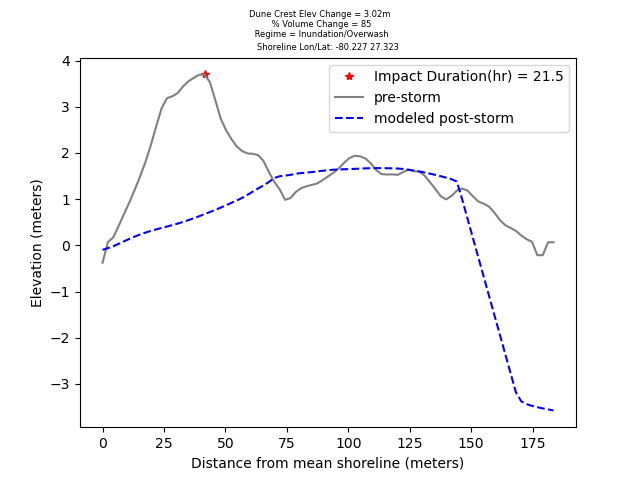 Dune Crest Elev Change = 3.02m
% Volume Change = 85
Regime = Inundation/Overwash
Shoreline Lon/Lat: -80.227 27.323
Impact Duration(hr) = 21.5
pre-storm
modeled post-storm
4
3
2
1
0
−1
−2
−3
Elevation (meters)
0 25 50 75 100 125 150 175
Distance from mean shoreline (meters)